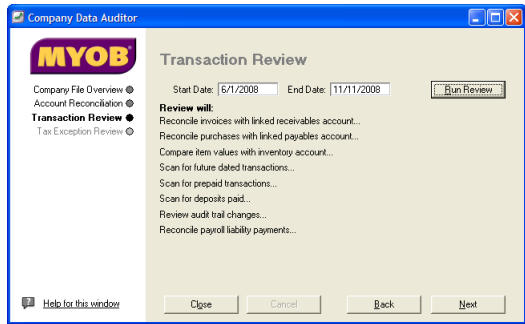 Company Data Auditor
MYOB
Company File Overview
Account Reconciliation
Transaction Review
Tax Exception Review
Transaction Review
Start Date: 6/1/2008 End Date: 11/11/2008 Run Review
Review will:
Reconcile invoices with linked receivables account...
Reconcile purchases with linked payables account...
Compare item values with inventory account...
Scan for future dated transactions...
Scan for prepaid transactions...
Scan for deposits paid...
Review audit trail changes...
Reconcile payroll liability payments...
? Help for this window
Close Cancel Back Next